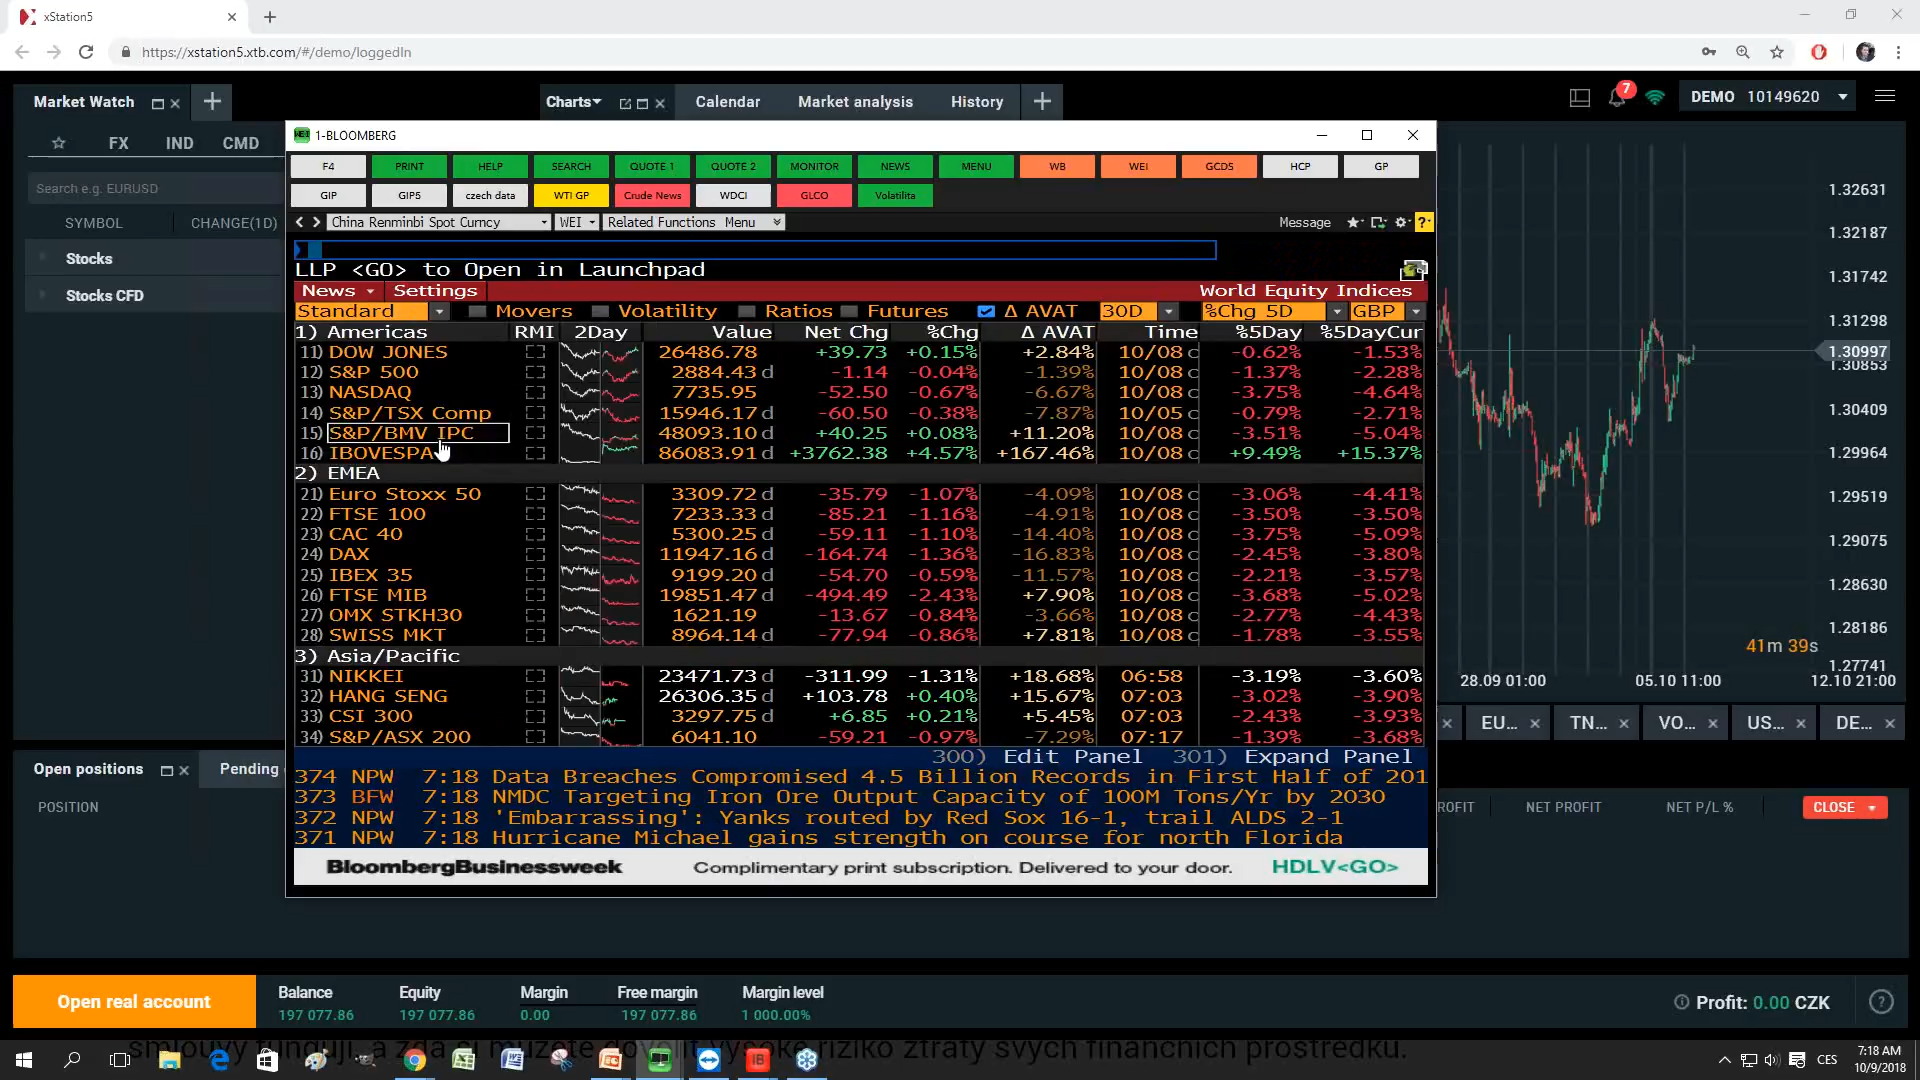 xStation5
https://xstation5.xtb.com/#/demo/loggedIn
Market Watch
Charts
Calendar
Market analysis
History
7
DEMO 10149620
FX IND CMD
Search e.g. EURUSD
SYMBOL CHANGE(1D)
Stocks
Stocks CFD
1-BLOOMBERG
F4 PRINT HELP SEARCH QUOTE 1 QUOTE 2 MONITOR NEWS MENU WB WEI GCDS HCP GP
GIP GIP5 czech data WTI GP Crude News WDCI GLCO Volatilita
< > China Renminbi Spot Curncy WEI Related Functions Menu Message ?
LLP <GO> to Open in Launchpad
News Settings World Equity Indices
Standard Movers Volatility Ratios Futures Δ AVAT 30D %Chg 5D GBP
1) Americas RMI 2Day Value Net Chg %Chg Δ AVAT Time %5Day %5DayCur
11) DOW JONES 26486.78 +39.73 +0.15% +2.84% 10/08 c -0.62% -1.53%
12) S&P 500 2884.43 d -1.14 -0.04% -1.39% 10/08 c -1.37% -2.28%
13) NASDAQ 7735.95 -52.50 -0.67% -6.67% 10/08 c -3.75% -4.64%
14) S&P/TSX Comp 15946.17 d -60.50 -0.38% -7.87% 10/05 c -0.79% -2.71%
15) S&P/BMV IPC 48093.10 d +40.25 +0.08% +11.20% 10/08 c -3.51% -5.04%
16) IBOVESPA 86083.91 d +3762.38 +4.57% +167.46% 10/08 c +9.49% +15.37%
2) EMEA
21) Euro Stoxx 50 3309.72 d -35.79 -1.07% -4.09% 10/08 c -3.06% -4.41%
22) FTSE 100 7233.33 d -85.21 -1.16% -4.91% 10/08 c -3.50% -3.50%
23) CAC 40 5300.25 d -59.11 -1.10% -14.40% 10/08 c -3.75% -5.09%
24) DAX 11947.16 d -164.74 -1.36% -16.83% 10/08 c -2.45% -3.80%
25) IBEX 35 9199.20 d -54.70 -0.59% -11.57% 10/08 c -2.21% -3.57%
26) FTSE MIB 19851.47 d -494.49 -2.43% +7.90% 10/08 c -3.68% -5.02%
27) OMX STKH30 1621.19 -13.67 -0.84% -3.66% 10/08 c -2.77% -4.43%
28) SWISS MKT 8964.14 d -77.94 -0.86% +7.81% 10/08 c -1.78% -3.55%
3) Asia/Pacific
31) NIKKEI 23471.73 d -311.99 -1.31% +18.68% 06:58 -3.19% -3.60%
32) HANG SENG 26306.35 d +103.78 +0.40% +15.67% 07:03 -3.02% -3.90%
33) CSI 300 3297.75 d +6.85 +0.21% +5.45% 07:03 -2.43% -3.93%
34) S&P/ASX 200 6041.10 -59.21 -0.97% -7.29% 07:17 -1.39% -3.68%
300) Edit Panel 301) Expand Panel
374 NPW 7:18 Data Breaches Compromised 4.5 Billion Records in First Half of 201
373 BFW 7:18 NMDC Targeting Iron Ore Output Capacity of 100M Tons/Yr by 2030
372 NPW 7:18 'Embarrassing': Yanks routed by Red Sox 16-1, trail ALDS 2-1
371 NPW 7:18 Hurricane Michael gains strength on course for north Florida
BloombergBusinessweek Complimentary print subscription. Delivered to your door. HDLV<GO>
1.32631
1.32187
1.31742
1.31298
1.30997
1.30853
1.30409
1.29964
1.29519
1.29075
1.28630
1.28186
1.27741
41m 39s
28.09 01:00 05.10 11:00 12.10 21:00
EU... TN... VO... US... DE...
Open positions
Pending
POSITION
ROFIT NET PROFIT NET P/L % CLOSE
Open real account
Balance Equity Margin Free margin Margin level
197 077.86 197 077.86 0.00 197 077.86 1 000.00%
Profit: 0.00 CZK
?
CES
7:18 AM
10/9/2018
riziko ztráty svých finančních prostředků.